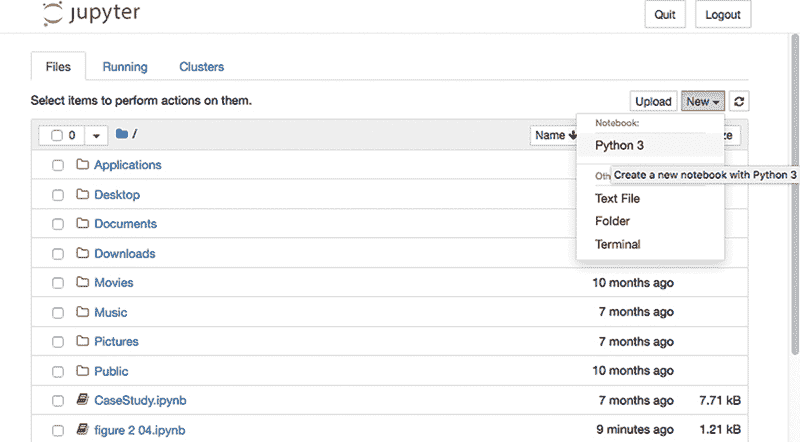 jupyter
Quit Logout
Files Running Clusters
Select items to perform actions on them.
Upload New
Notebook:
0 / Name ze
Python 3
Applications
Create a new notebook with Python 3
Oth
Desktop
Text File
Documents
Folder
Downloads
Terminal
Movies 10 months ago
Music 7 months ago
Pictures 7 months ago
Public 10 months ago
CaseStudy.ipynb 7 months ago 7.71 kB
figure 2 04.ipynb 9 minutes ago 1.21 kB